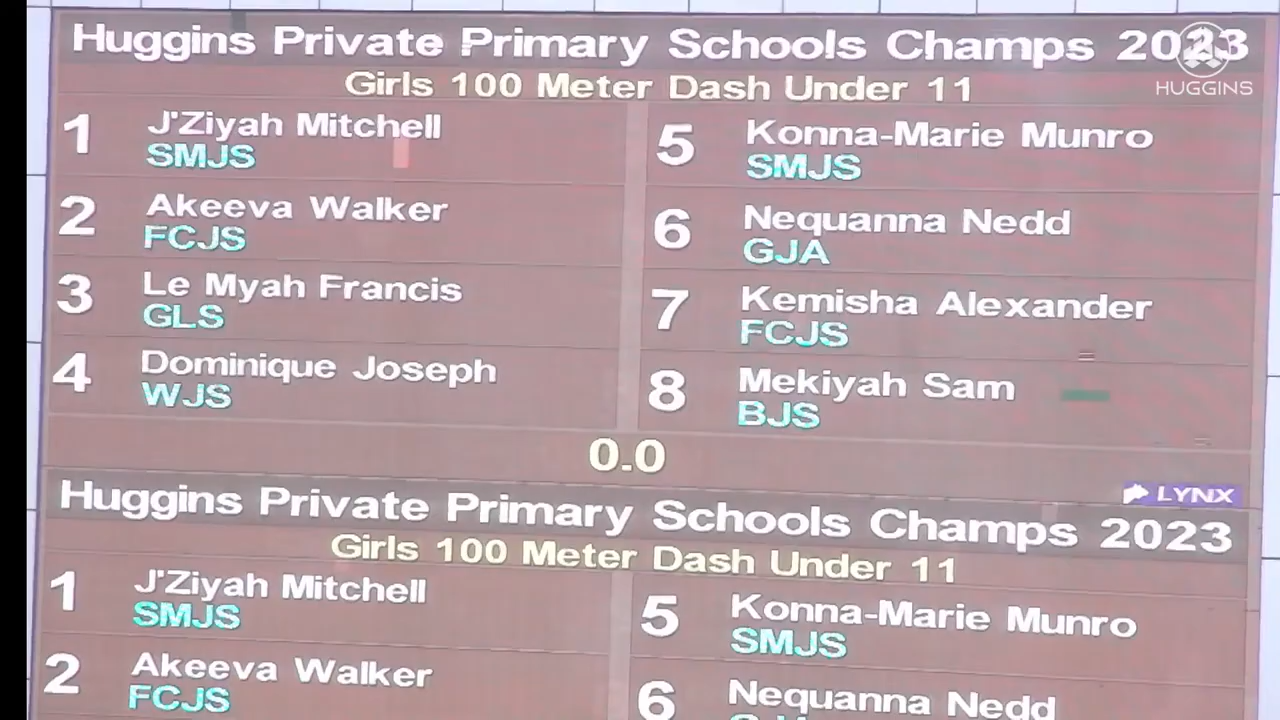 Huggins Private Primary Schools Champs 2023
HUGGINS
Girls 100 Meter Dash Under 11
1 J'Ziyah Mitchell
SMJS
2 Akeeva Walker
FCJS
3 Le Myah Francis
GLS
4 Dominique Joseph
WJS
5 Konna-Marie Munro
SMJS
6 Nequanna Nedd
GJA
7 Kemisha Alexander
FCJS
8 Mekiyah Sam
BJS
0.0
LYNX
Huggins Private Primary Schools Champs 2023
Girls 100 Meter Dash Under 11
1 J'Ziyah Mitchell
SMJS
2 Akeeva Walker
FCJS
5 Konna-Marie Munro
SMJS
6 Nequanna Nedd